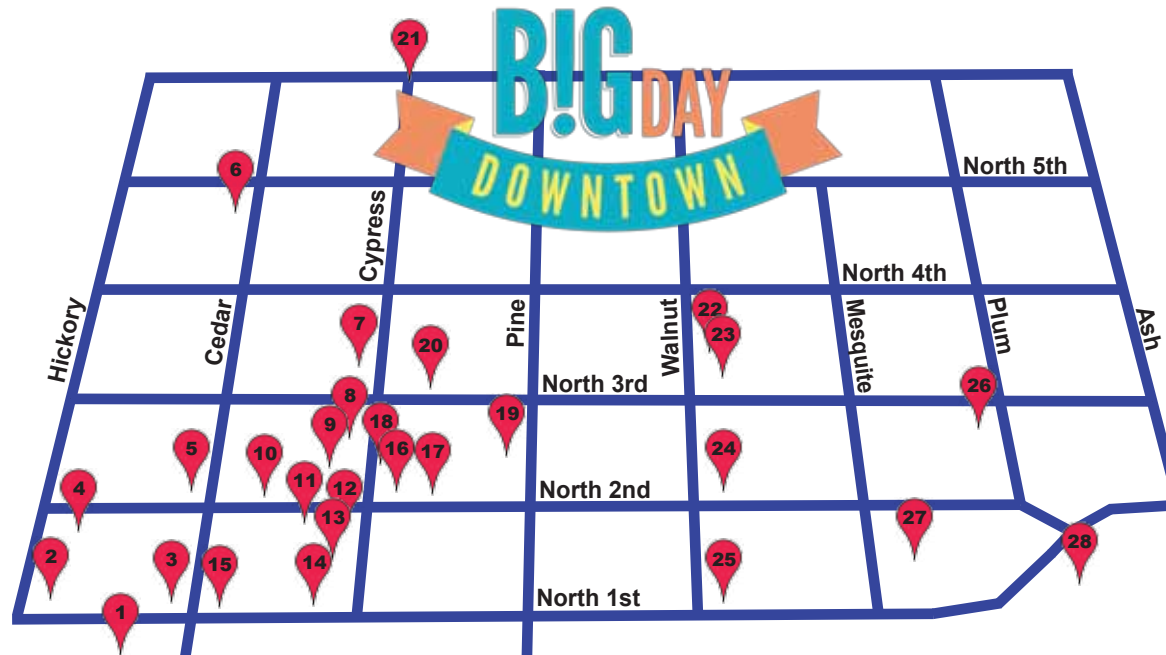 21
B!G DAY
DOWNTOWN
6
North 5th
Cypress
North 4th
Hickory
Cedar
7
20
Pine
Walnut
22
23
Mesquite
Plum
Ash
North 3rd
26
8
9
18
19
5
10
16
17
24
4
11
12
North 2nd
13
27
2
3
15
14
25
28
1
North 1st